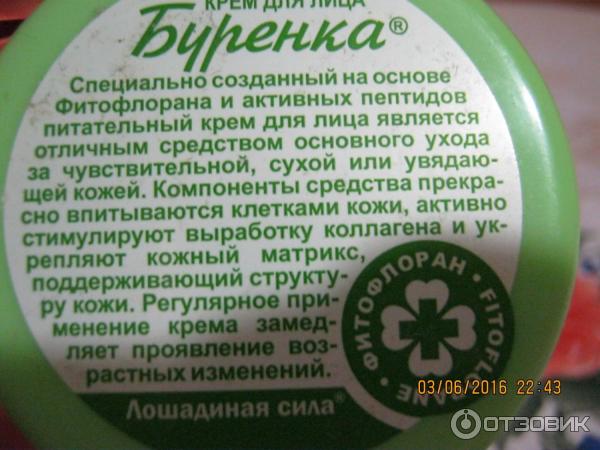 КРЕМ ДЛЯ ЛИЦА
Буренка®
Специально созданный на основе
Фитофлорана и активных пептидов
питательный крем для лица является
отличным средством основного ухода
за чувствительной, сухой или увядаю-
щей кожей. Компоненты средства прекра-
сно впитываются клетками кожи, активно
стимулируют выработку коллагена и ук-
репляют кожный матрикс,
поддерживающий структу-
ру кожи. Регулярное при-
менение крема замед-
ляет проявление воз-
растных изменений.
ФИТОФЛОРАН • FITOFLORANE •
Лошадиная сила®
03/06/2016 22:43
ОТЗОВИК